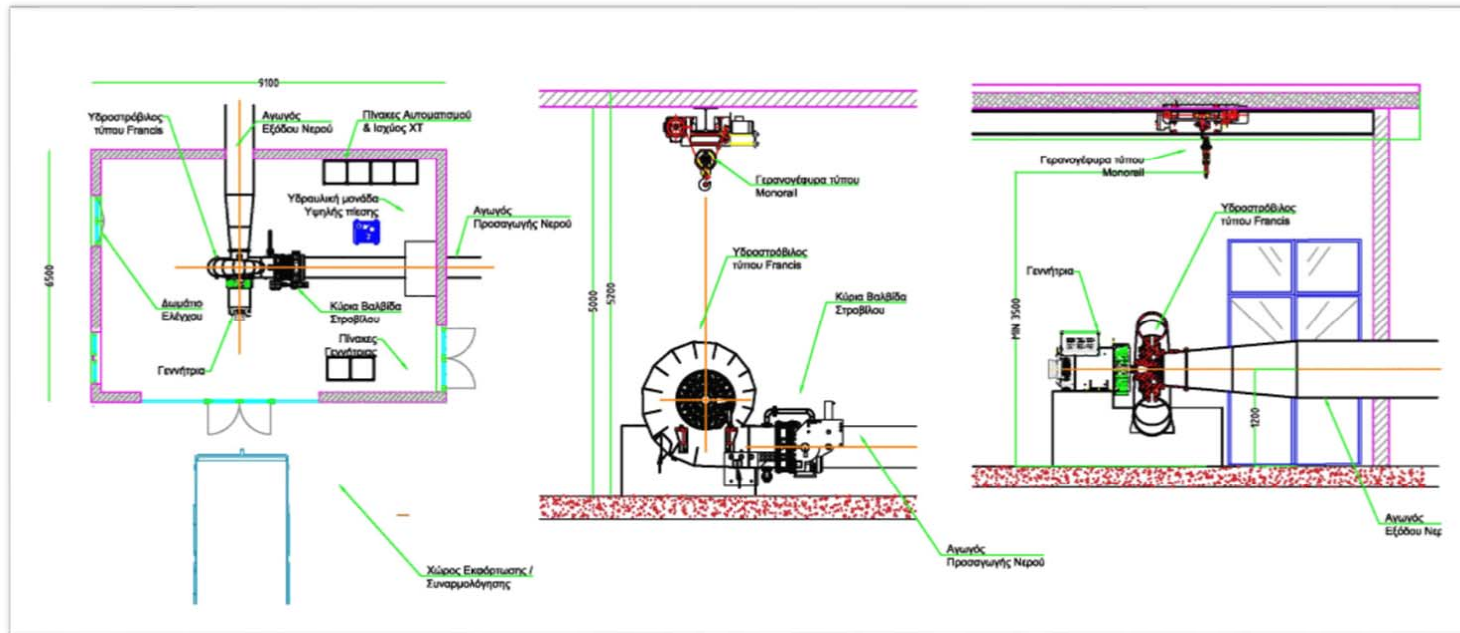 9100
Υδροστρόβιλος
τύπου Francis
Αγωγός
Εξόδου Νερού
Πίνακες Αυτοματισμού
& Ισχύος ΧΤ
Υδραυλική μονάδα
Υψηλής πίεσης
Αγωγός
Προσαγωγής Νερού
6500
Δωμάτιο
Ελέγχου
Κύρια Βαλβίδα
Στροβίλου
Πίνακες
Γεννήτριας
Γεννήτρια
Χώρος Εκφόρτωσης /
Συναρμολόγησης
Γερανογέφυρα τύπου
Monorail
Υδροστρόβιλος
τύπου Francis
5000
5200
Κύρια Βαλβίδα
Στροβίλου
Αγωγός
Προσαγωγής Νερού
Γερανογέφυρα τύπου
Monorail
Υδροστρόβιλος
τύπου Francis
Γεννήτρια
MIN 3500
1200
Αγωγός
Εξόδου Νερ